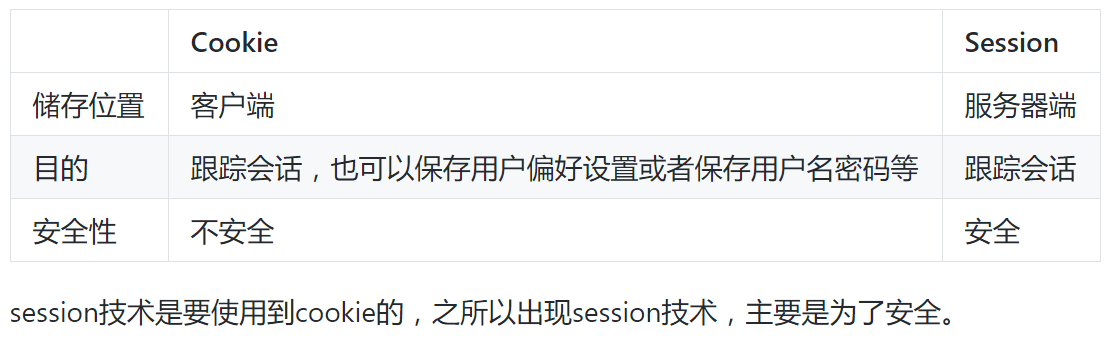 Cookie Session
储存位置 客户端 服务器端
目的 跟踪会话，也可以保存用户偏好设置或者保存用户名密码等 跟踪会话
安全性 不安全 安全
session技术是要使用到cookie的，之所以出现session技术，主要是为了安全。